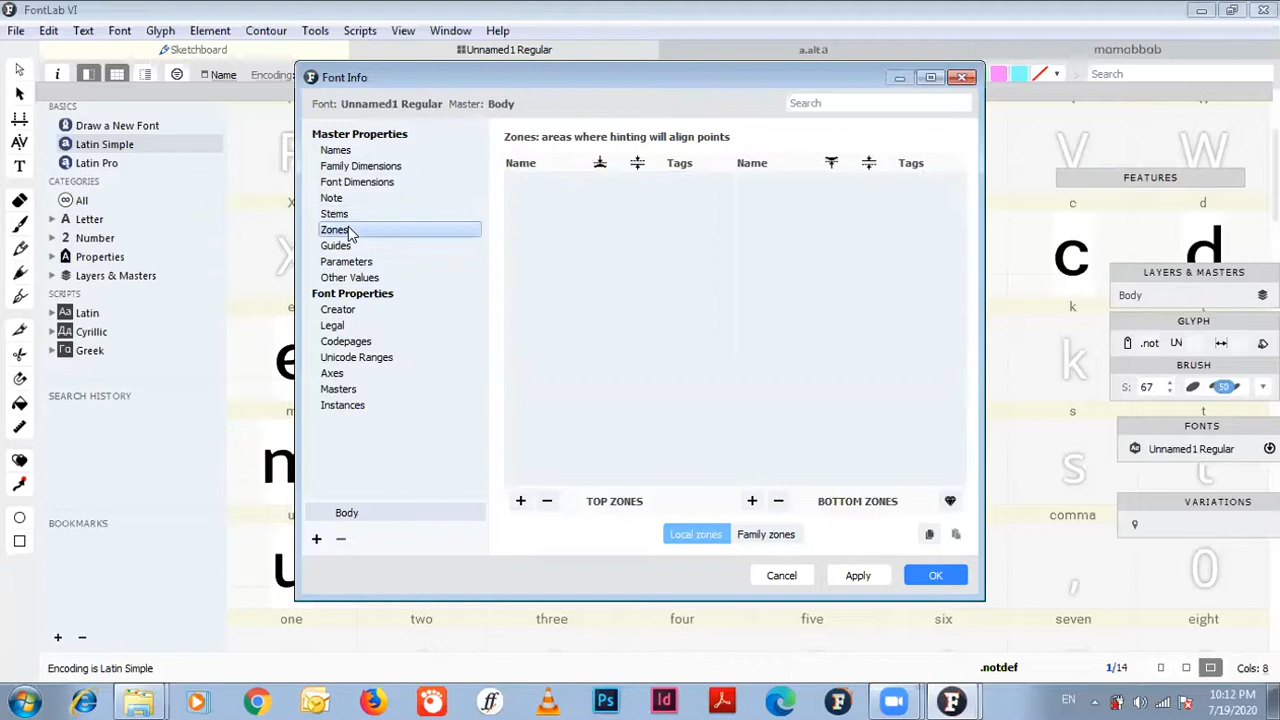 FontLab VI
File Edit Text Font Glyph Element Contour Tools Scripts View Window Help
Sketchboard Unnamed1 Regular a.alt a mamabbab
Name Encoding: Search
Font Info
Font: Unnamed1 Regular Master: Body Search
BASICS
Draw a New Font
Latin Simple
Latin Pro
CATEGORIES
All
Letter
Number
Properties
Layers & Masters
SCRIPTS
Latin
Cyrillic
Greek
SEARCH HISTORY
BOOKMARKS
Master Properties
Names
Family Dimensions
Font Dimensions
Note
Stems
Zones
Guides
Parameters
Other Values
Font Properties
Creator
Legal
Codepages
Unicode Ranges
Axes
Masters
Instances
Body
Zones: areas where hinting will align points
Name Tags Name Tags
TOP ZONES BOTTOM ZONES
Local zones Family zones
Cancel Apply OK
V W
FEATURES
c d
c d
LAYERS & MASTERS
Body
k l
GLYPH
.not UN
k
BRUSH
S: 67 50
s t
FONTS
Unnamed1 Regular
s t
VARIATIONS
comma
, 0
e
m
u
one two three four five six seven eight
Encoding is Latin Simple .notdef 1/14 Cols: 8
ff Ps Id EN 10:12 PM
7/19/2020